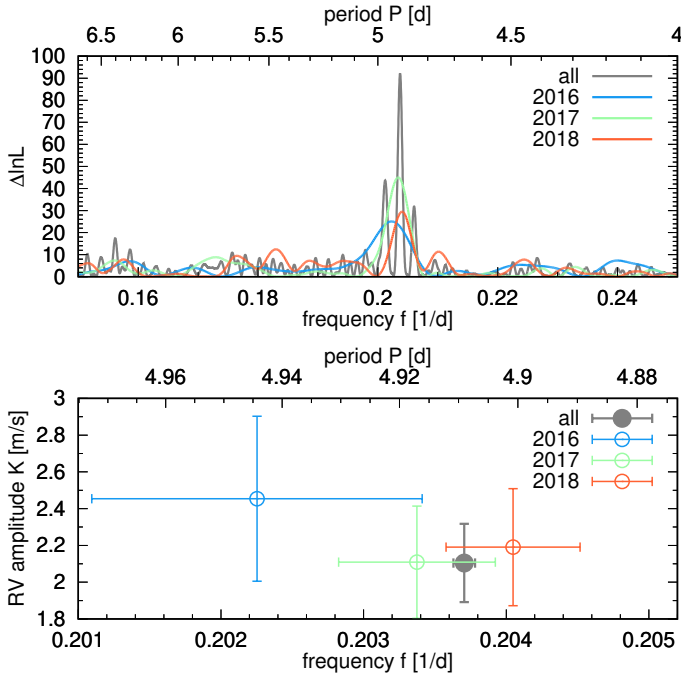 period P [d]
6.5 6 5.5 5 4.5 4
100
90
80
70
60
50
40
30
20
10
0
ΔlnL
all
2016
2017
2018
0.16 0.18 0.2 0.22 0.24
frequency f [1/d]
period P [d]
4.96 4.94 4.92 4.9 4.88
3
2.8
2.6
2.4
2.2
2
1.8
RV amplitude K [m/s]
all
2016
2017
2018
0.201 0.202 0.203 0.204 0.205
frequency f [1/d]